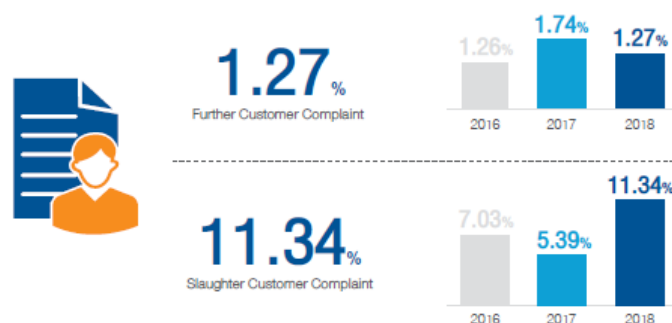 1.27%
Further Customer Complaint
1.26%
1.74%
1.27%
2016 2017 2018
11.34%
Slaughter Customer Complaint
7.03%
5.39%
11.34%
2016 2017 2018